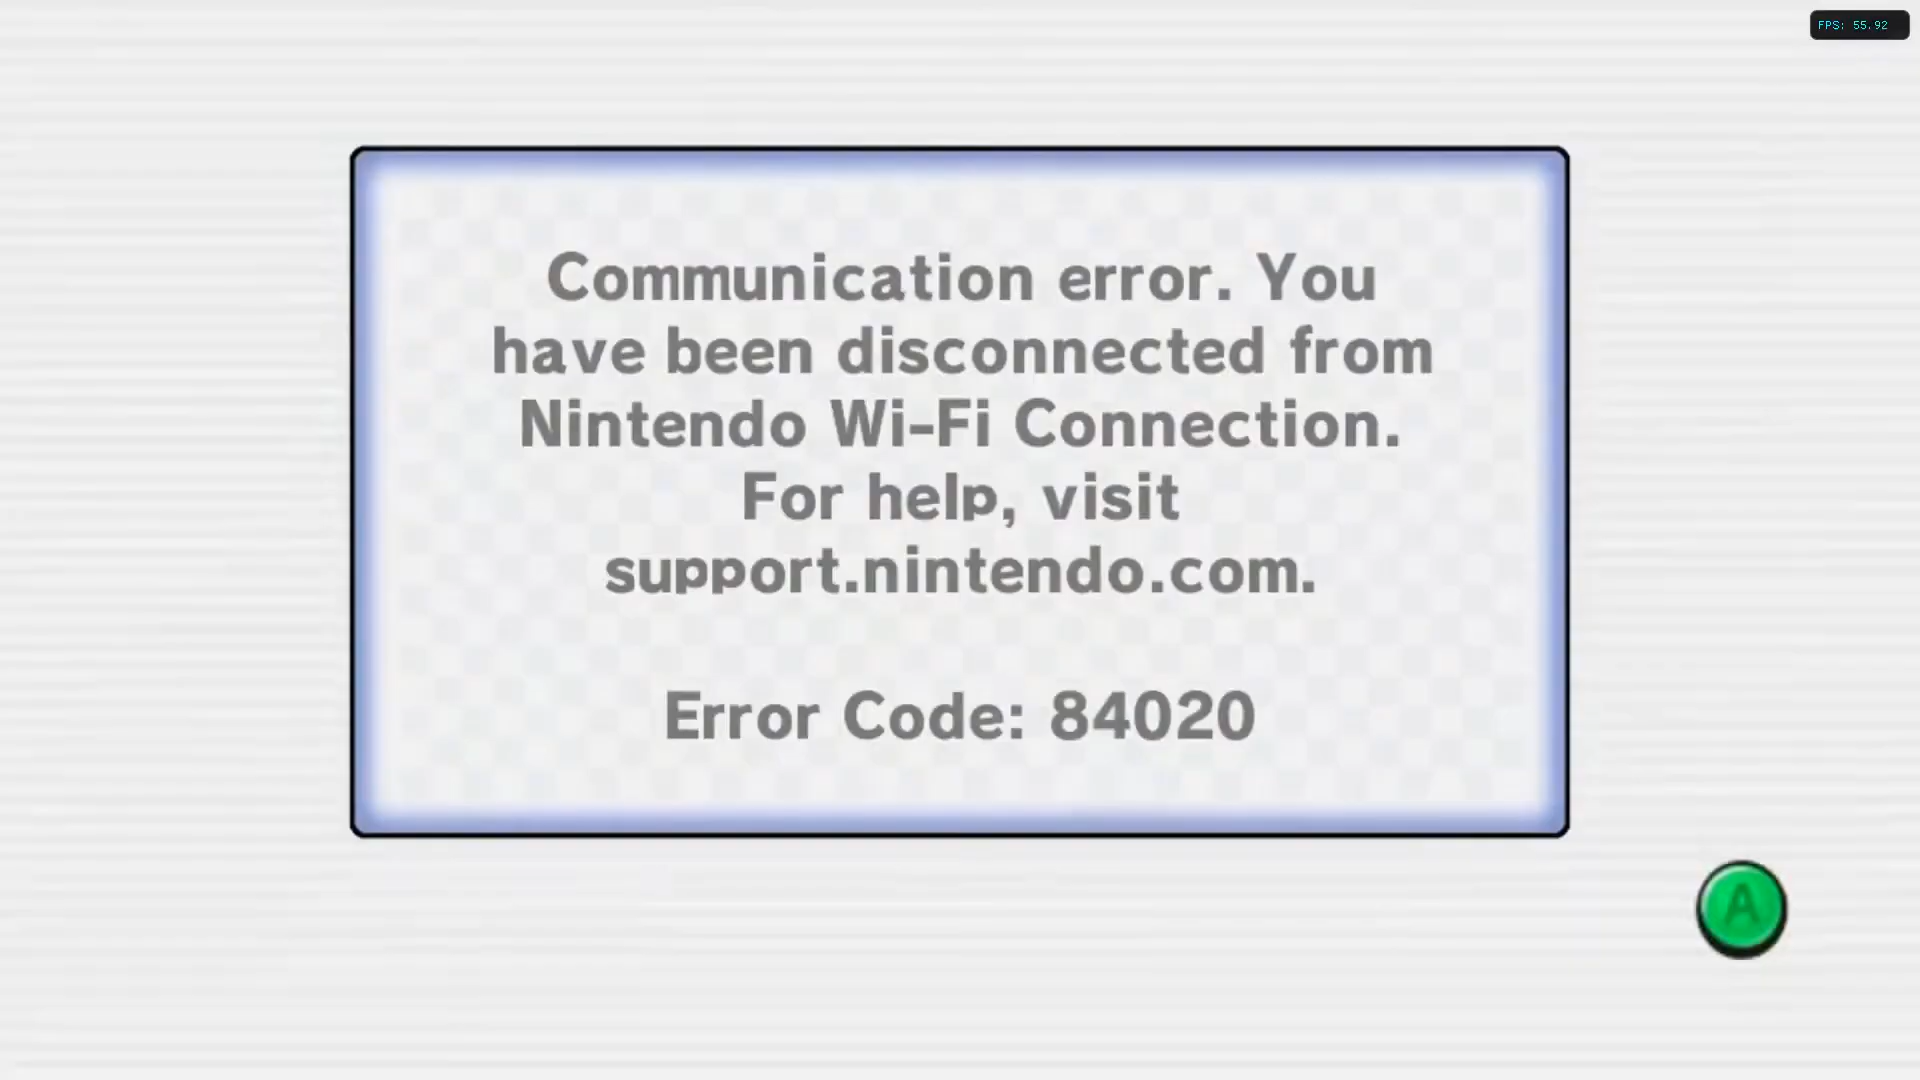 FPS: 55.92
Communication error. You
have been disconnected from
Nintendo Wi-Fi Connection.
For help, visit
support.nintendo.com.
Error Code: 84020
A